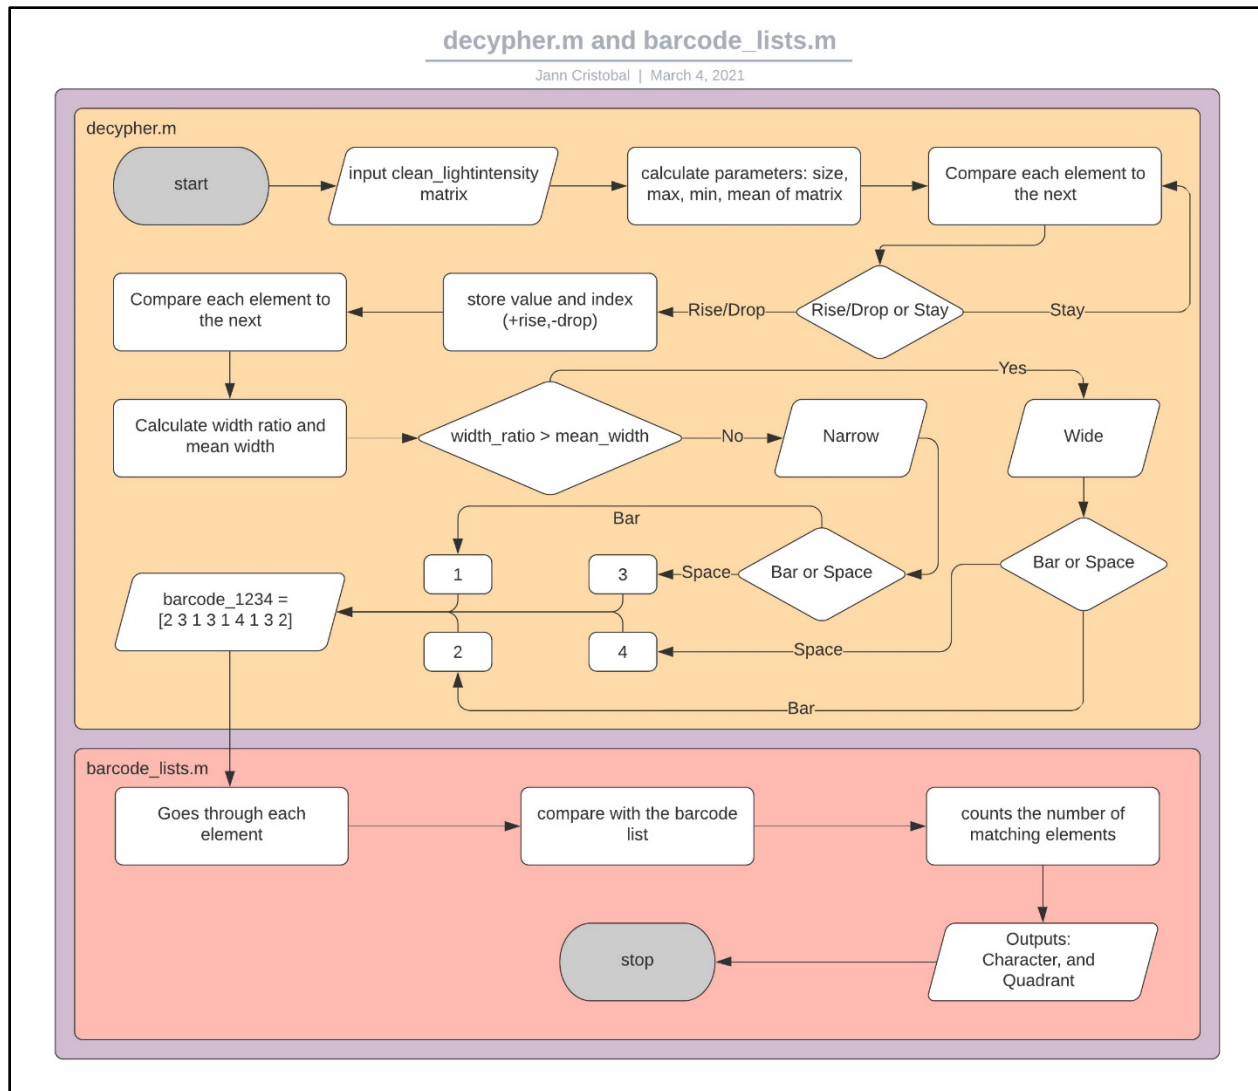 decypher.m and barcode_lists.m
Jann Cristobal | March 4, 2021
decypher.m
start
input clean_lightintensity
matrix
calculate parameters: size,
max, min, mean of matrix
Compare each element to
the next
Compare each element to
the next
store value and index
(+rise,-drop)
Rise/Drop
Rise/Drop or Stay
Stay
Yes
Calculate width ratio and
mean width
width_ratio > mean_width
No
Narrow
Wide
Bar
1
3
Space
Bar or Space
Bar or Space
barcode_1234 =
[2 3 1 3 1 4 1 3 2]
2
4
Space
Bar
barcode_lists.m
Goes through each
element
compare with the barcode
list
counts the number of
matching elements
stop
Outputs:
Character, and
Quadrant